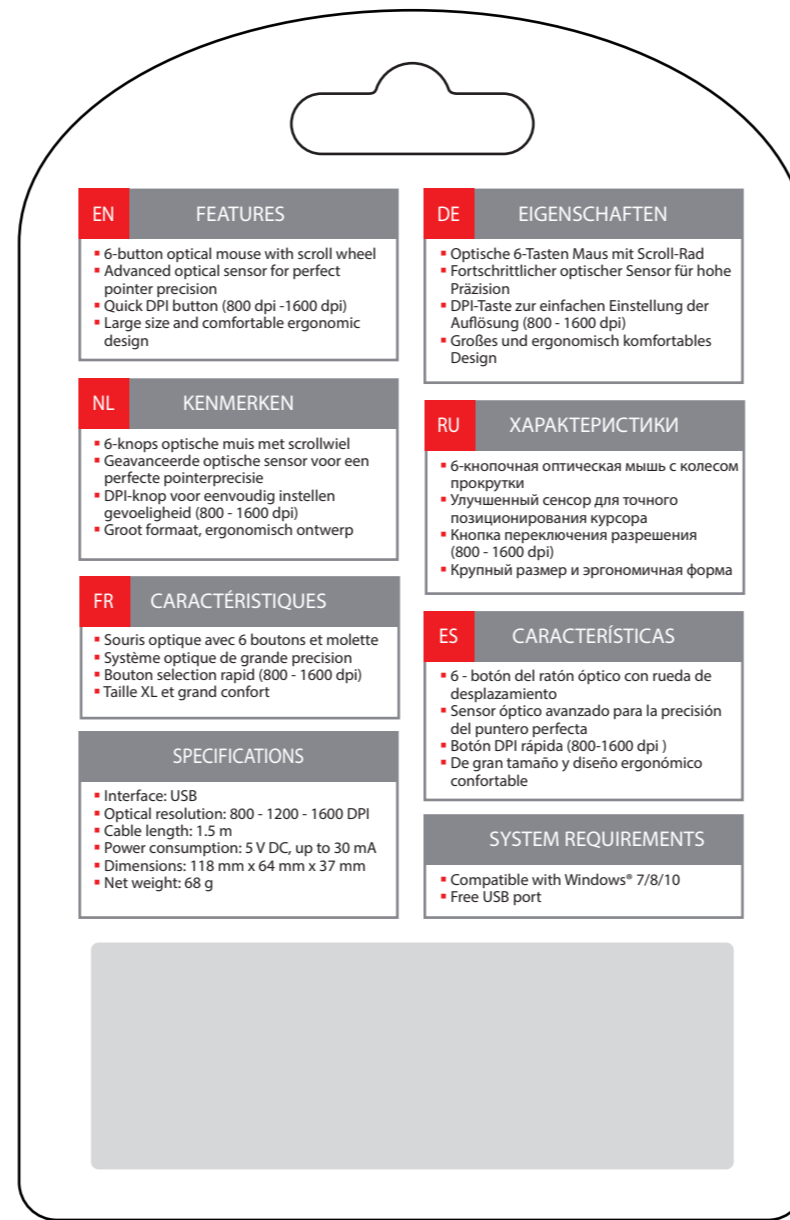 EN FEATURES
▪ 6-button optical mouse with scroll wheel
▪ Advanced optical sensor for perfect
pointer precision
▪ Quick DPI button (800 dpi -1600 dpi)
▪ Large size and comfortable ergonomic
design
NL KENMERKEN
▪ 6-knops optische muis met scrollwiel
▪ Geavanceerde optische sensor voor een
perfecte pointerprecisie
▪ DPI-knop voor eenvoudig instellen
gevoeligheid (800 - 1600 dpi)
▪ Groot formaat, ergonomisch ontwerp
FR CARACTÉRISTIQUES
▪ Souris optique avec 6 boutons et molette
▪ Système optique de grande precision
▪ Bouton selection rapid (800 - 1600 dpi)
▪ Taille XL et grand confort
SPECIFICATIONS
▪ Interface: USB
▪ Optical resolution: 800 - 1200 - 1600 DPI
▪ Cable length: 1.5 m
▪ Power consumption: 5 V DC, up to 30 mA
▪ Dimensions: 118 mm x 64 mm x 37 mm
▪ Net weight: 68 g
DE EIGENSCHAFTEN
▪ Optische 6-Tasten Maus mit Scroll-Rad
▪ Fortschrittlicher optischer Sensor für hohe
Präzision
▪ DPI-Taste zur einfachen Einstellung der
Auflösung (800 - 1600 dpi)
▪ Großes und ergonomisch komfortables
Design
RU ХАРАКТЕРИСТИКИ
▪ 6-кнопочная оптическая мышь с колесом
прокрутки
▪ Улучшенный сенсор для точного
позиционирования курсора
▪ Кнопка переключения разрешения
(800 - 1600 dpi)
▪ Крупный размер и эргономичная форма
ES CARACTERÍSTICAS
▪ 6 - botón del ratón óptico con rueda de
desplazamiento
▪ Sensor óptico avanzado para la precisión
del puntero perfecta
▪ Botón DPI rápida (800-1600 dpi )
▪ De gran tamaño y diseño ergonómico
confortable
SYSTEM REQUIREMENTS
▪ Compatible with Windows® 7/8/10
▪ Free USB port